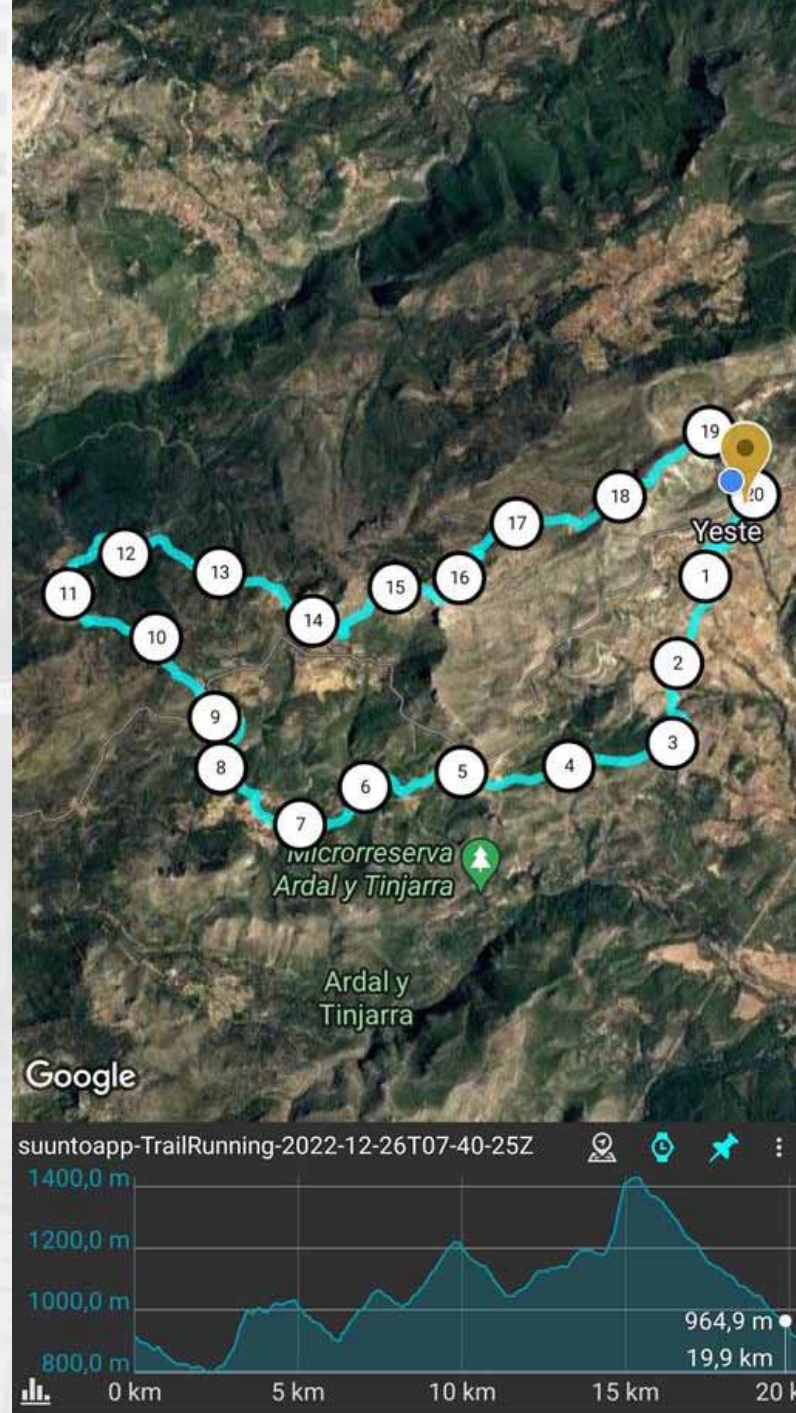 19
20
18
Yeste
17
12
13
16
1
15
11
14
10
2
9
3
8
4
5
6
7
Microrreserva
Ardal y Tinjarra
Ardal y
Tinjarra
Google
suuntoapp-TrailRunning-2022-12-26T07-40-25Z
1400,0 m
1200,0 m
1000,0 m
964,9 m
800,0 m
19,9 km
0 km
5 km
10 km
15 km
20 k